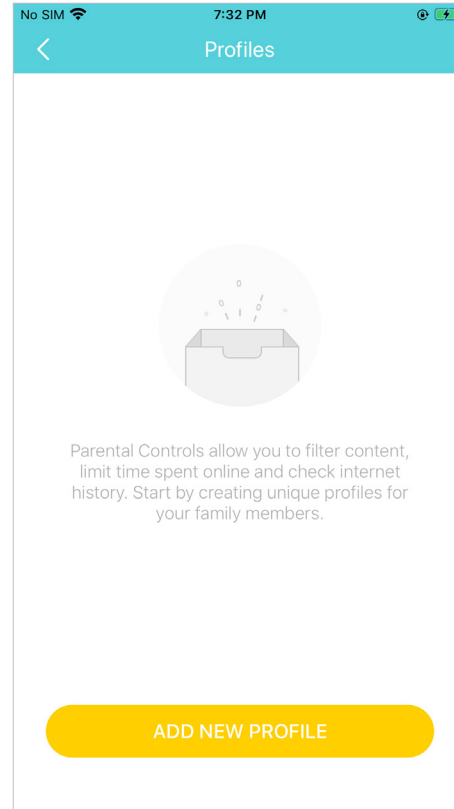 No SIM 7:32 PM
Profiles
Parental Controls allow you to filter content,
limit time spent online and check internet
history. Start by creating unique profiles for
your family members.
ADD NEW PROFILE